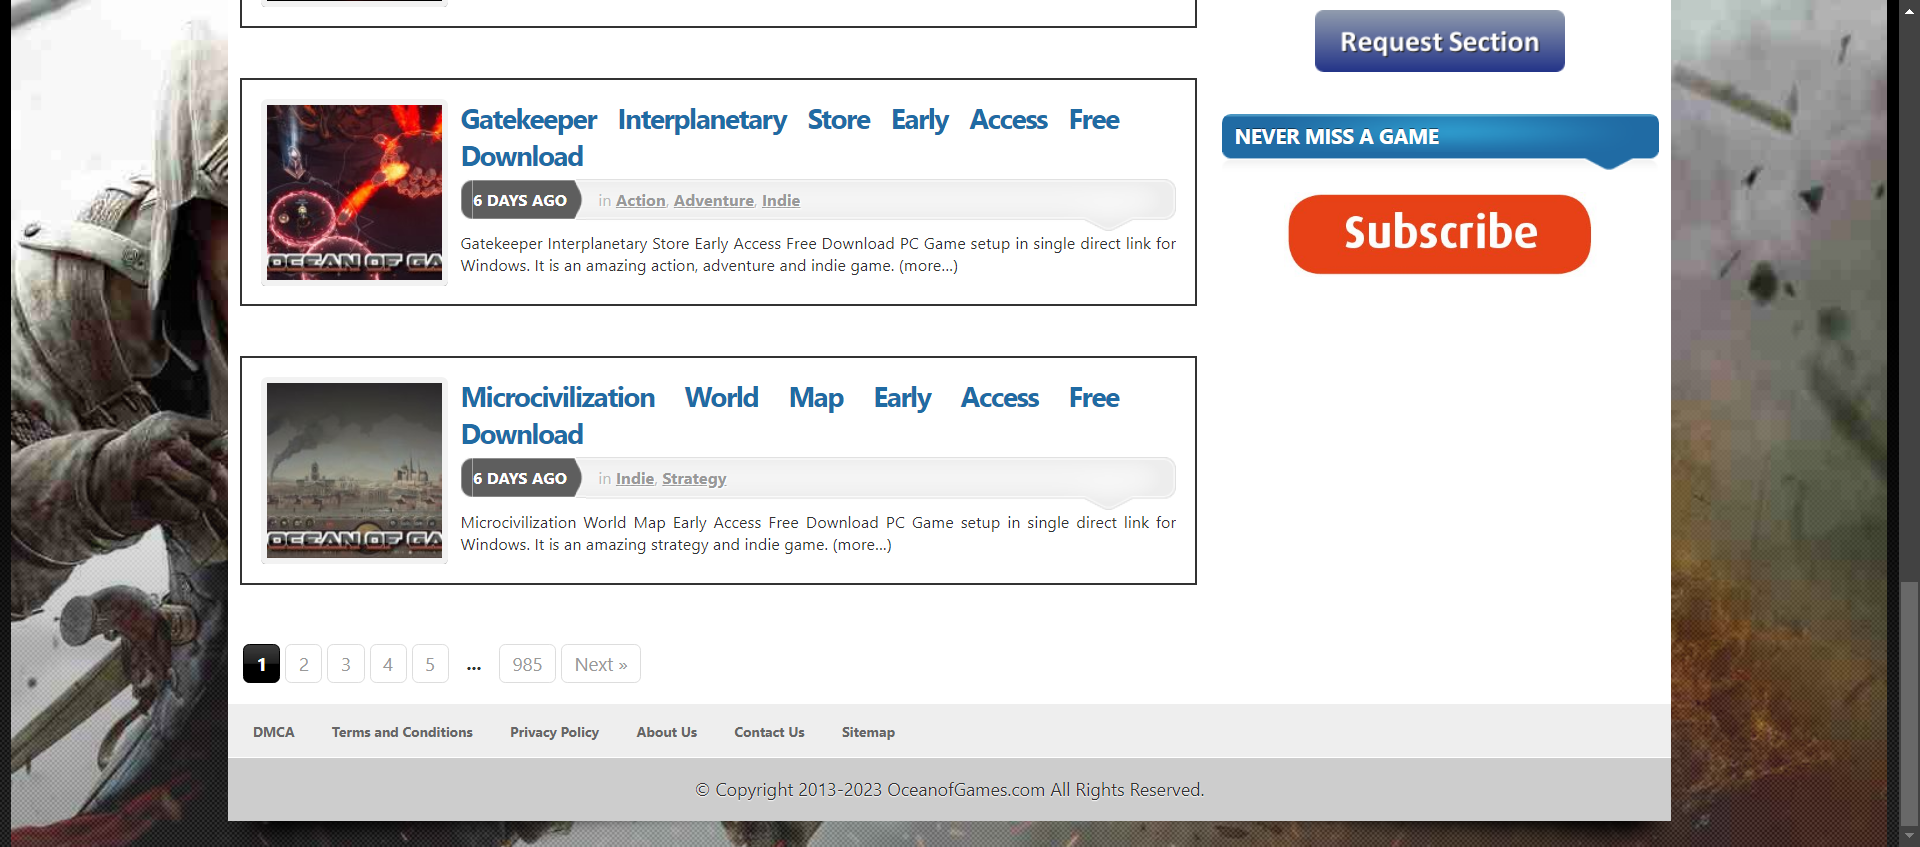 Request Section
Gatekeeper Interplanetary Store Early Access Free
Download
6 DAYS AGO in Action, Adventure, Indie
Gatekeeper Interplanetary Store Early Access Free Download PC Game setup in single direct link for
Windows. It is an amazing action, adventure and indie game. (more...)
OCEAN OF GA
NEVER MISS A GAME
Subscribe
Microcivilization World Map Early Access Free
Download
6 DAYS AGO in Indie, Strategy
Microcivilization World Map Early Access Free Download PC Game setup in single direct link for
Windows. It is an amazing strategy and indie game. (more...)
OCEAN OF GA
1 2 3 4 5 ... 985 Next »
DMCA Terms and Conditions Privacy Policy About Us Contact Us Sitemap
© Copyright 2013-2023 OceanofGames.com All Rights Reserved.